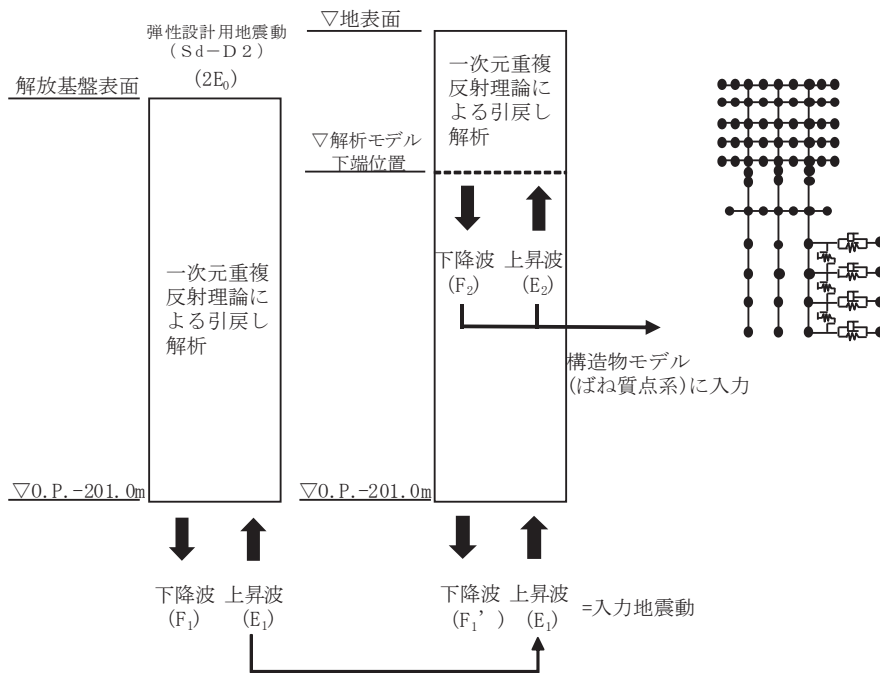 弾性設計用地震動
(Sd-D2)
(2E₀)
解放基盤表面
一次元重複
反射理論に
よる引戻し
解析
▽O.P.-201.0m
下降波
(F₁)
上昇波
(E₁)
▽地表面
一次元重複
反射理論に
よる引戻し
解析
▽解析モデル
下端位置
下降波
(F₂)
上昇波
(E₂)
構造物モデル
(ばね質点系)に入力
▽O.P.-201.0m
下降波
(F₁’)
上昇波
(E₁)
=入力地震動